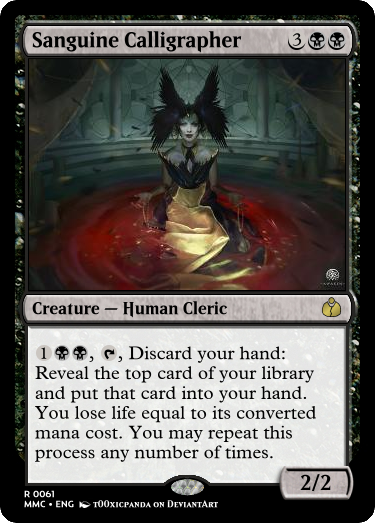 Sanguine Calligrapher 3
Creature — Human Cleric
1, Discard your hand:
Reveal the top card of your library
and put that card into your hand.
You lose life equal to its converted
mana cost. You may repeat this
process any number of times.
2/2
R 0061
MMC • ENG T00XICPANDA ON DEVIANTART